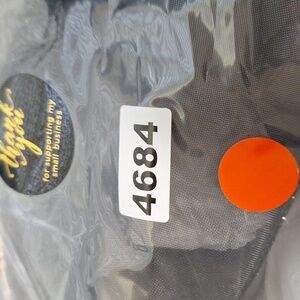 thank
you
for supporting my
small business
4684